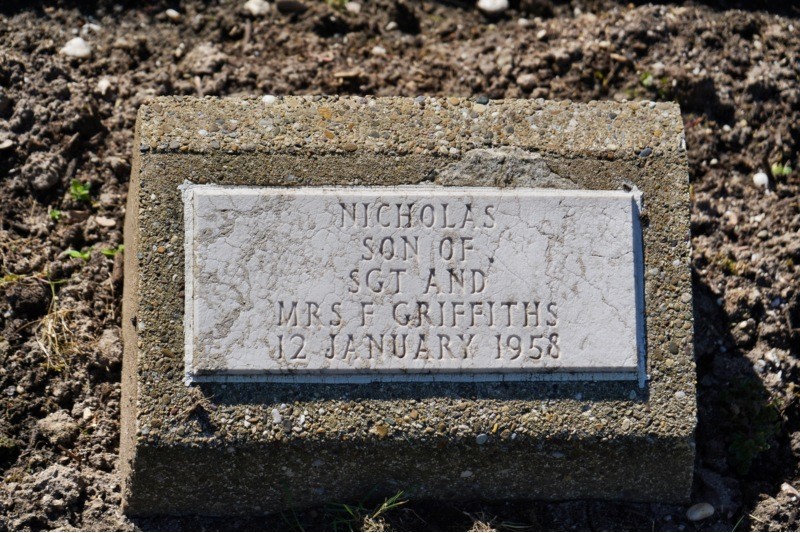 NICHOLAS
SON OF
SGT AND
MRS F GRIFFITHS
12 JANUARY 1958